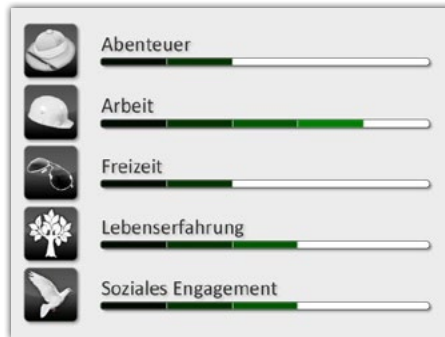 Abenteuer
Arbeit
Freizeit
Lebenserfahrung
Soziales Engagement